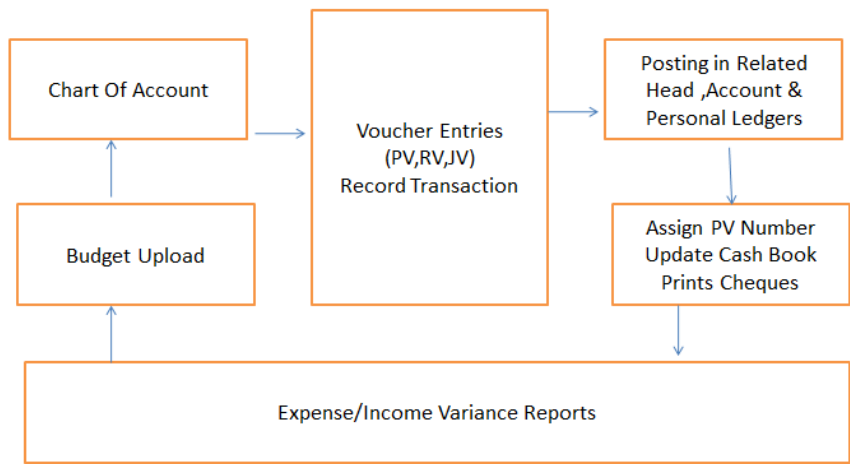 Chart Of Account
Voucher Entries
(PV,RV,JV)
Record Transaction
Posting in Related
Head ,Account &
Personal Ledgers
Budget Upload
Assign PV Number
Update Cash Book
Prints Cheques
Expense/Income Variance Reports